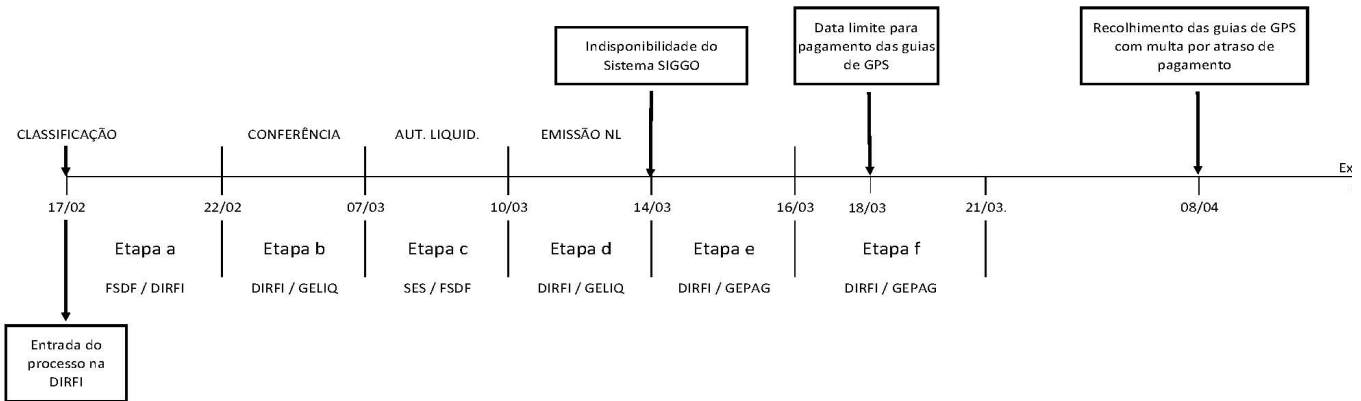 Indisponibilidade do
Sistema SIGGO
Data limite para
pagamento das guias
de GPS
Recolhimento das guias de GPS
com multa por atraso de
pagamento
CLASSIFICAÇÃO
CONFERÊNCIA
AUT. LIQUID.
EMISSÃO NL
Ex
17/02
22/02
07/03
10/03
14/03
16/03
18/03
21/03.
08/04
Etapa a
Etapa b
Etapa c
Etapa d
Etapa e
Etapa f
FSDF / DIRFI
DIRFI / GELIQ
SES / FSDF
DIRFI / GELIQ
DIRFI / GEPAG
DIRFI / GEPAG
Entrada do
processo na
DIRFI